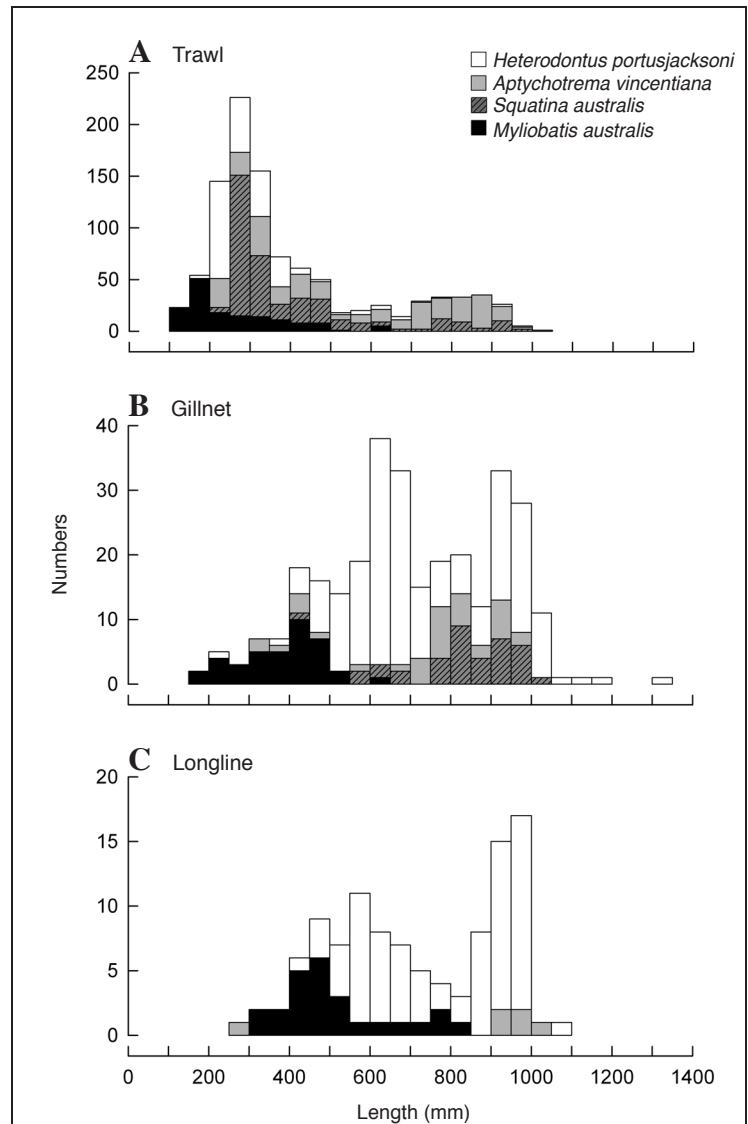 A Trawl
Heterodontus portusjacksoni
Aptychotrema vincentiana
Squatina australis
Myliobatis australis
250
200
150
100
50
0
B Gillnet
40
30
20
10
0
Numbers
C Longline
20
15
10
5
0
0 200 400 600 800 1000 1200 1400
Length (mm)